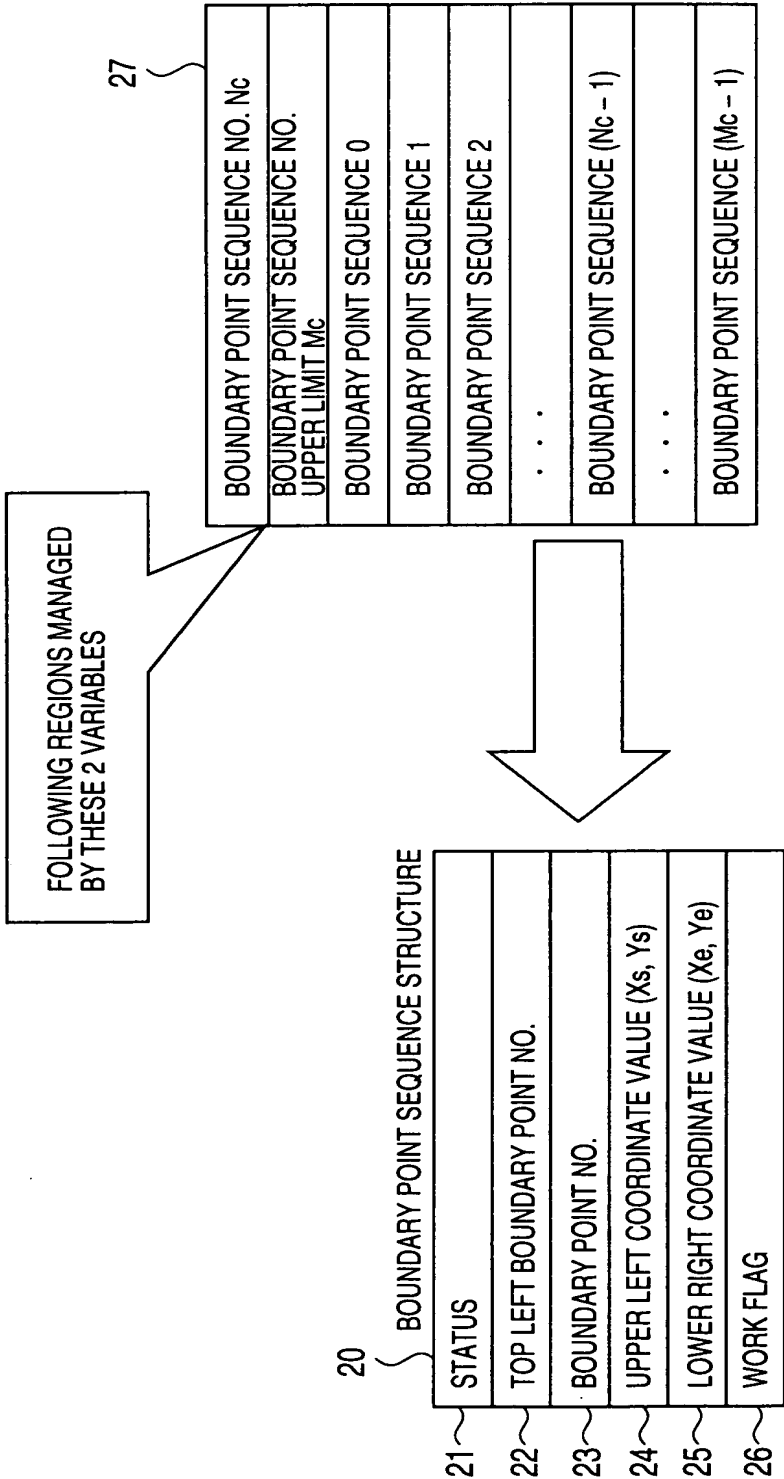 FOLLOWING REGIONS MANAGED
BY THESE 2 VARIABLES
27
BOUNDARY POINT SEQUENCE NO. Nc
BOUNDARY POINT SEQUENCE NO.
UPPER LIMIT Mc
BOUNDARY POINT SEQUENCE 0
BOUNDARY POINT SEQUENCE 1
BOUNDARY POINT SEQUENCE 2
. . .
BOUNDARY POINT SEQUENCE (Nc – 1)
. . .
BOUNDARY POINT SEQUENCE (Mc – 1)
BOUNDARY POINT SEQUENCE STRUCTURE
20
21 STATUS
22 TOP LEFT BOUNDARY POINT NO.
23 BOUNDARY POINT NO.
24 UPPER LEFT COORDINATE VALUE (Xs, Ys)
25 LOWER RIGHT COORDINATE VALUE (Xe, Ye)
26 WORK FLAG